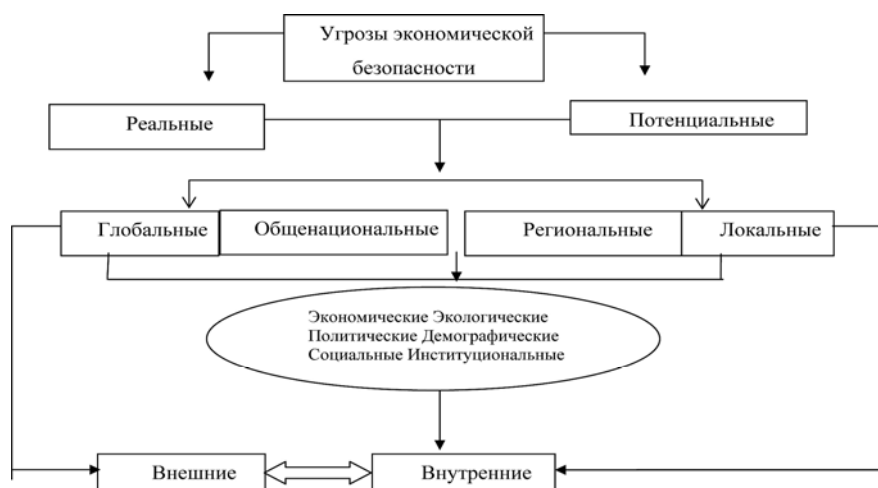 Угрозы экономической
безопасности
Реальные
Потенциальные
Глобальные
Общенациональные
Региональные
Локальные
Экономические Экологические
Политические Демографические
Социальные Институциональные
Внешние
Внутренние